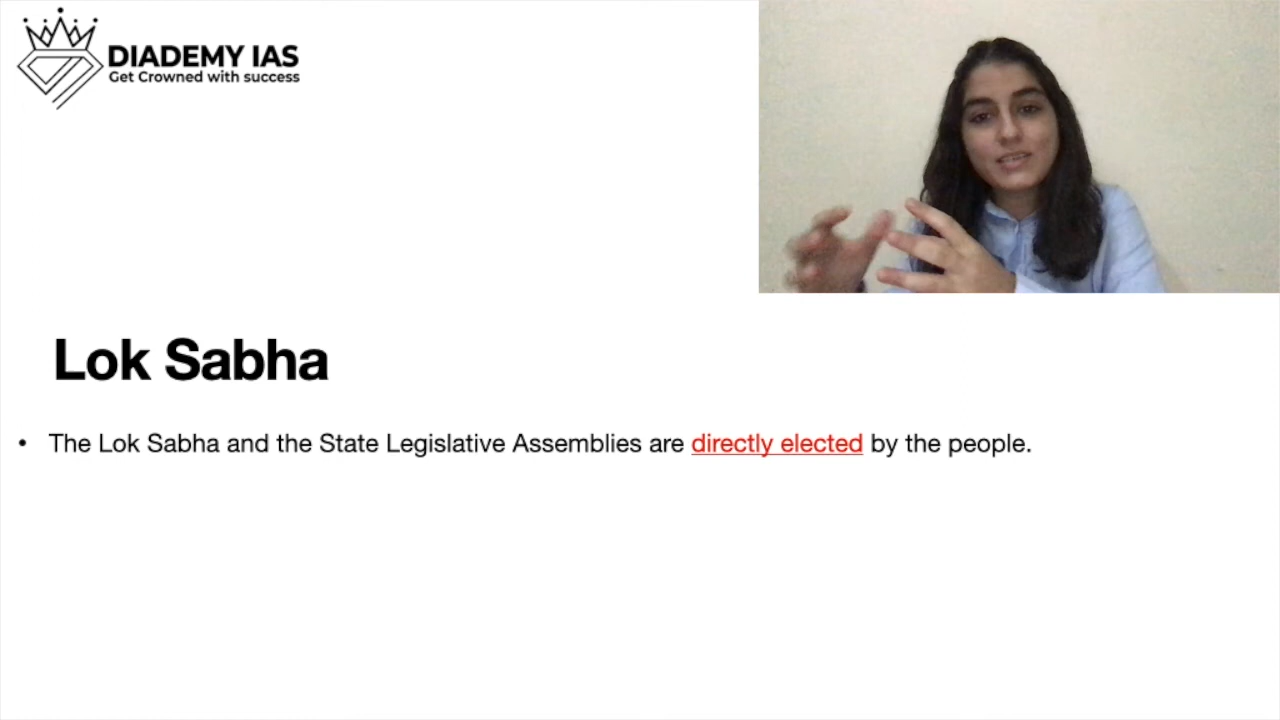 DIADEMY IAS
Get Crowned with success
Lok Sabha
• The Lok Sabha and the State Legislative Assemblies are directly elected by the people.